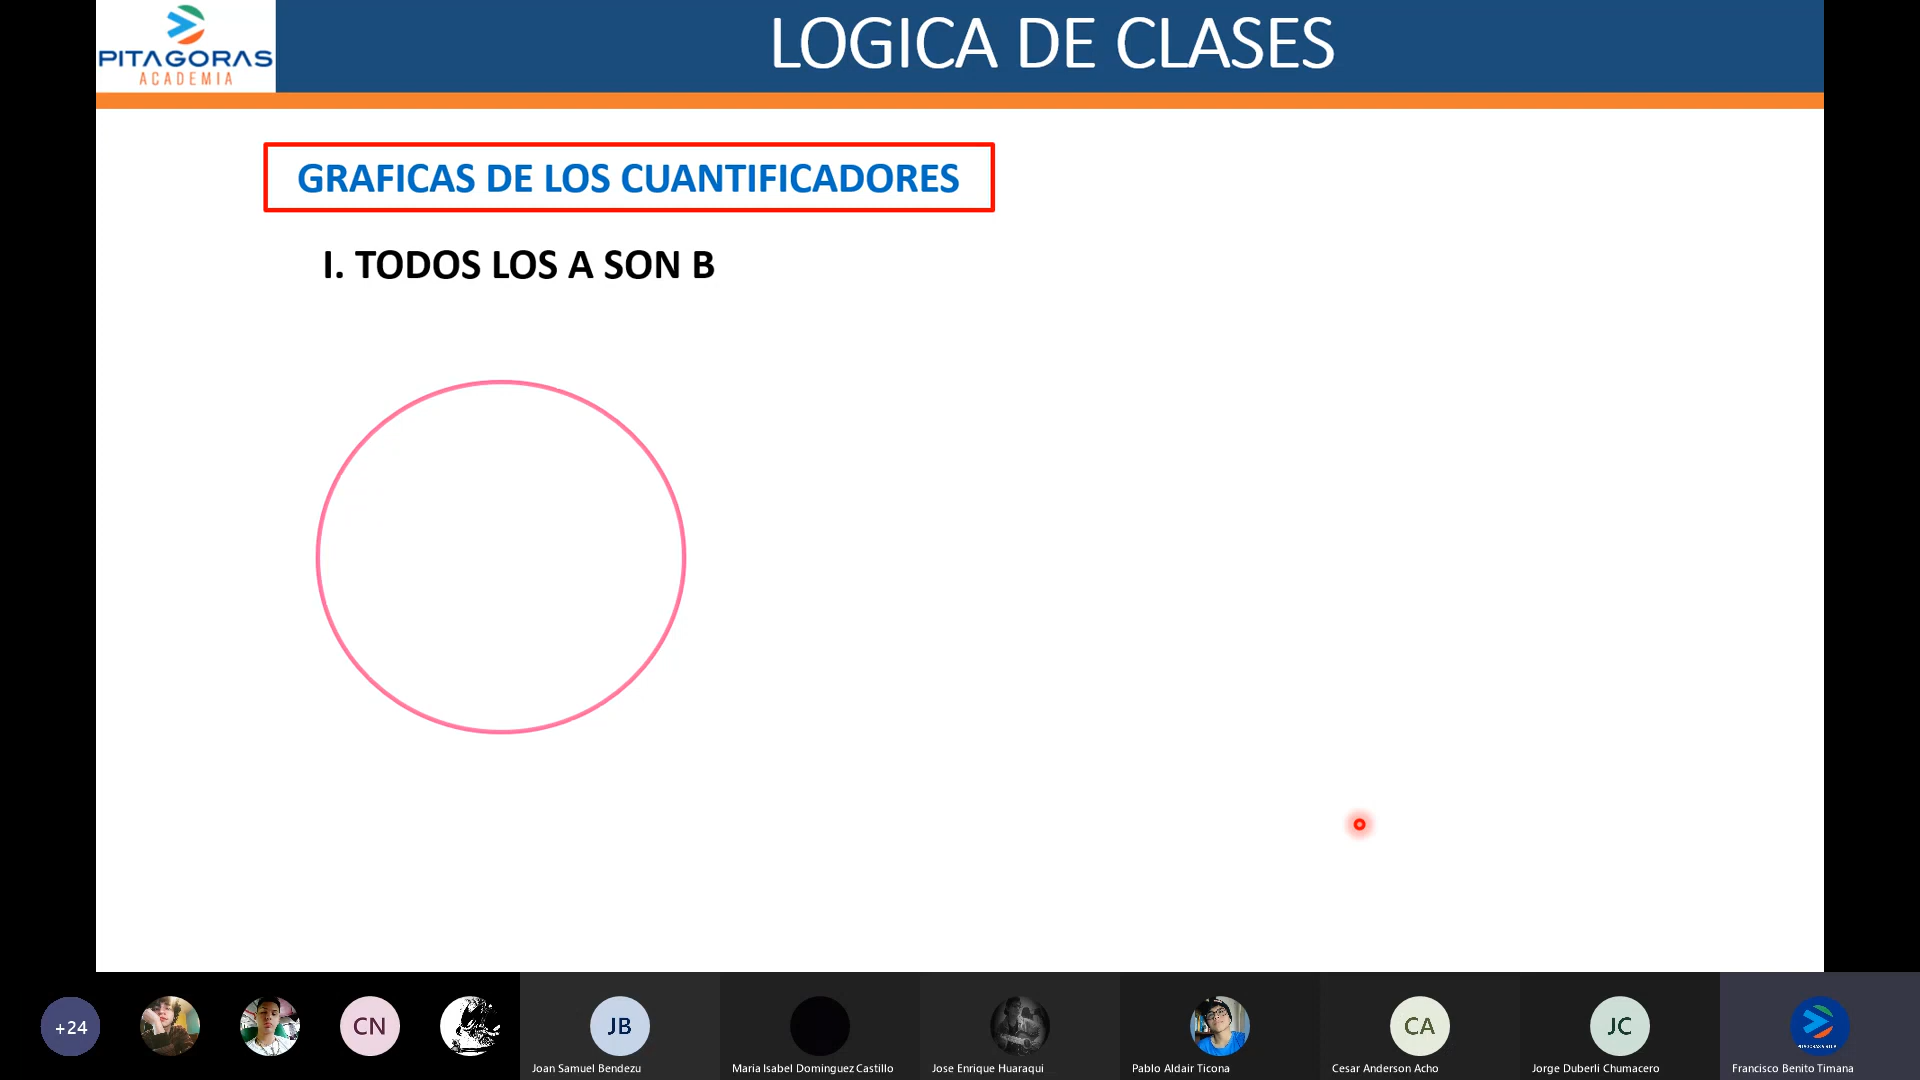 PITAGORAS
ACADEMIA
LOGICA DE CLASES
GRAFICAS DE LOS CUANTIFICADORES
I. TODOS LOS A SON B
+24
CN
JB
CA
JC
Joan Samuel Bendezu
Maria Isabel Dominguez Castillo
Jose Enrique Huaraqui
Pablo Aldair Ticona
Cesar Anderson Acho
Jorge Duberli Chumacero
Francisco Benito Timana